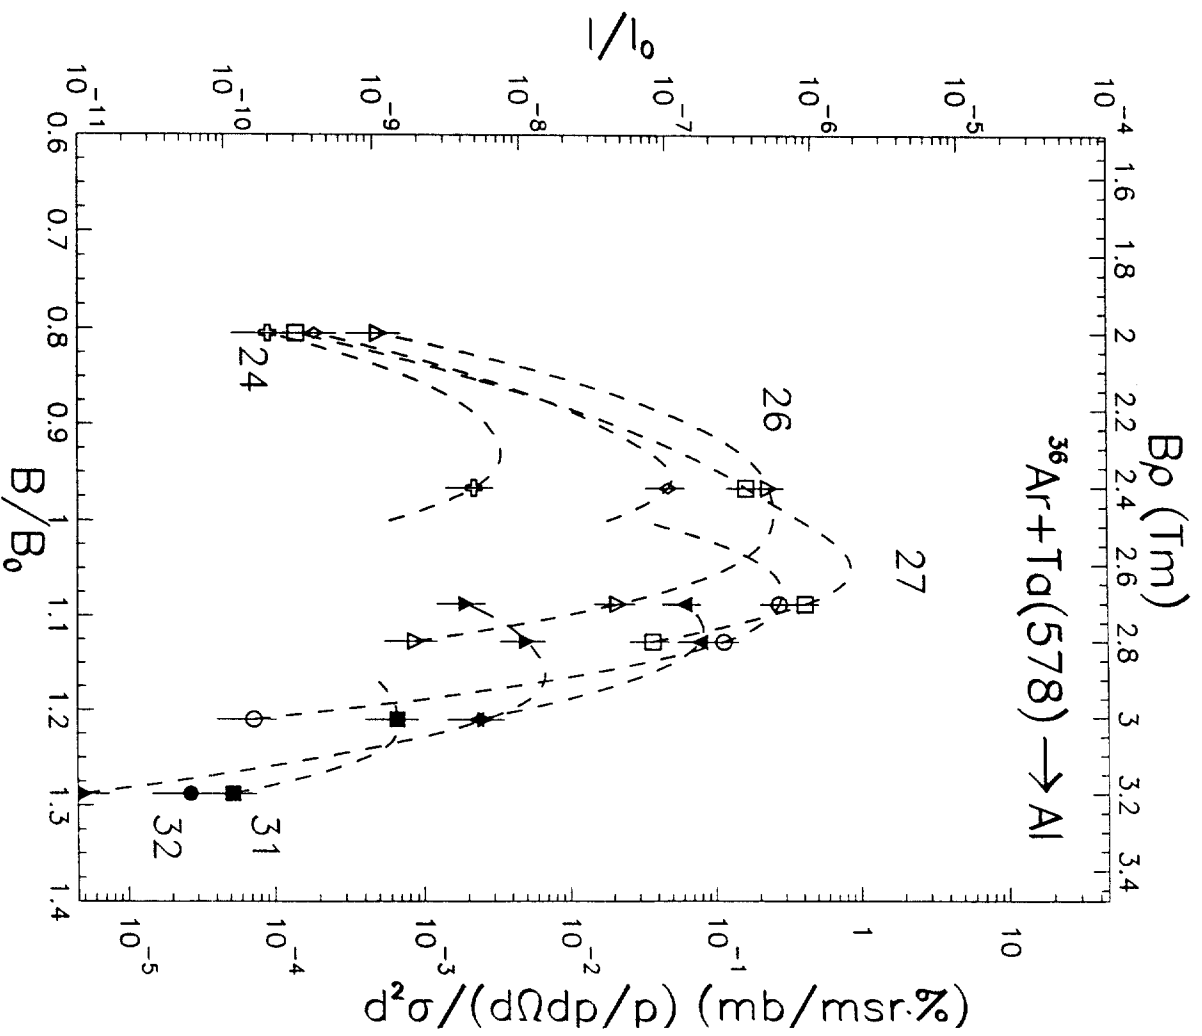 Bρ (Tm)
1.6 1.8 2 2.2 2.4 2.6 2.8 3 3.2 3.4
³⁶Ar+Ta(578) → Al
I/I₀
10⁻⁴
10⁻⁵
10⁻⁶
10⁻⁷
10⁻⁸
10⁻⁹
10⁻¹⁰
10⁻¹¹
27
26
24
31
32
10
1
10⁻¹
10⁻²
10⁻³
10⁻⁴
10⁻⁵
d²σ/(dΩdp/p) (mb/msr.%)
0.6 0.7 0.8 0.9 1 1.1 1.2 1.3 1.4
B/B₀